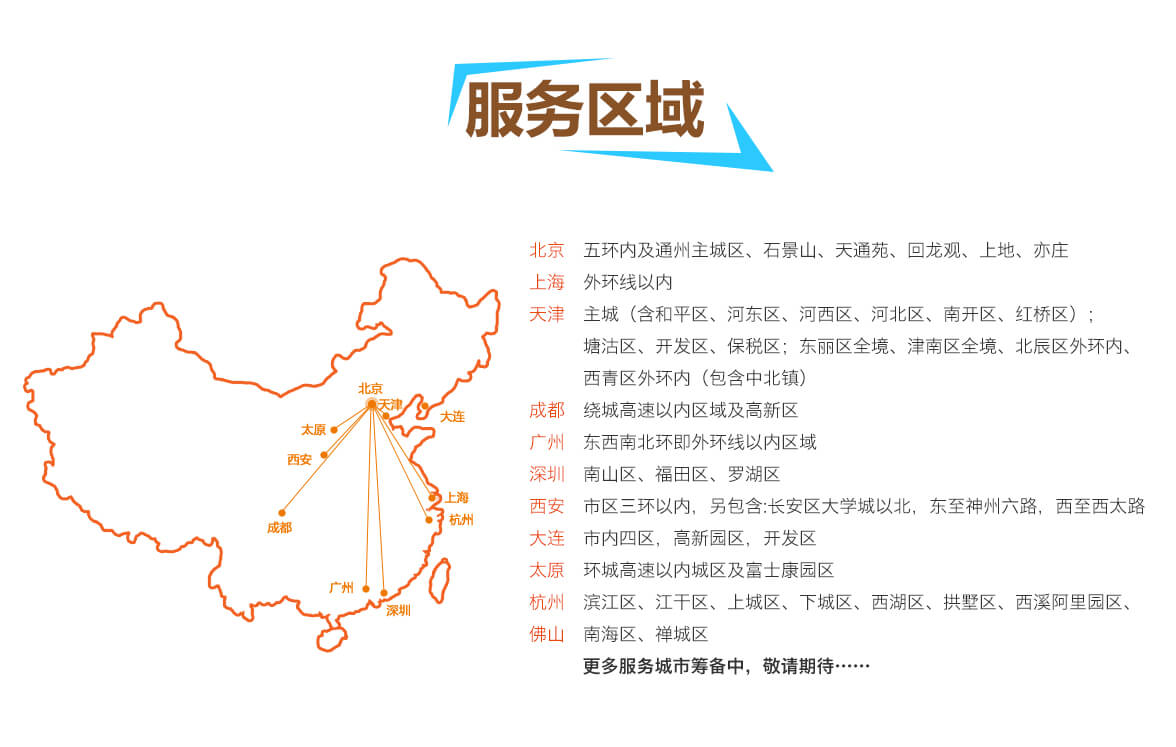 服务区域
北京 五环内及通州主城区、石景山、天通苑、回龙观、上地、亦庄
上海 外环线以内
天津 主城（含和平区、河东区、河西区、河北区、南开区、红桥区）；
塘沽区、开发区、保税区；东丽区全境、津南区全境、北辰区外环内、
西青区外环内（包含中北镇）
成都 绕城高速以内区域及高新区
广州 东西南北环即外环线以内区域
深圳 南山区、福田区、罗湖区
西安 市区三环以内，另包含:长安区大学城以北，东至神州六路，西至西太路
大连 市内四区，高新园区，开发区
太原 环城高速以内城区及富士康园区
杭州 滨江区、江干区、上城区、下城区、西湖区、拱墅区、西溪阿里园区、
佛山 南海区、禅城区
更多服务城市筹备中，敬请期待……
北京
天津
大连
太原
西安
上海
杭州
成都
广州
深圳